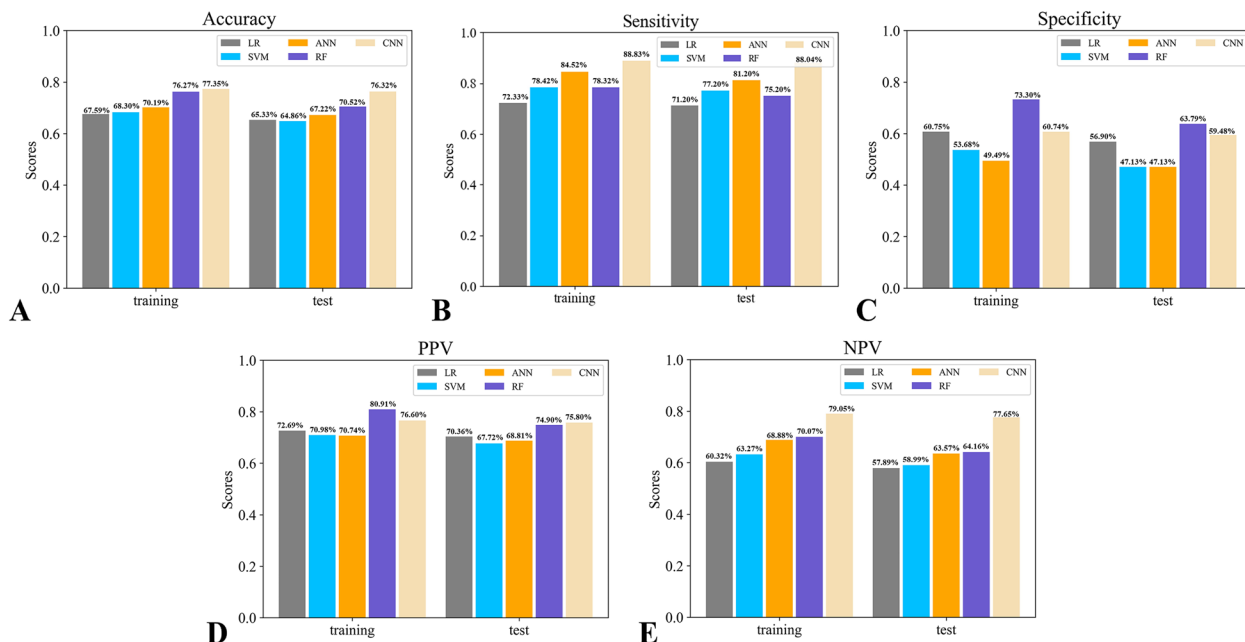 Accuracy
1.0
0.8
0.6
0.4
0.2
0.0
Scores
LR ANN CNN
SVM RF
67.59% 68.30% 70.19% 76.27% 77.35%
65.33% 64.86% 67.22% 70.52% 76.32%
training test
A
Sensitivity
1.0
0.8
0.6
0.4
0.2
0.0
Scores
LR ANN CNN
SVM RF
72.33% 78.42% 84.52% 78.32% 88.83%
71.20% 77.20% 81.20% 75.20% 88.04%
training test
B
Specificity
1.0
0.8
0.6
0.4
0.2
0.0
Scores
LR ANN CNN
SVM RF
60.75% 53.68% 49.49% 73.30% 60.74%
56.90% 47.13% 47.13% 63.79% 59.48%
training test
C
PPV
1.0
0.8
0.6
0.4
0.2
0.0
Scores
LR ANN CNN
SVM RF
72.69% 70.98% 70.74% 80.91% 76.60%
70.36% 67.72% 68.81% 74.90% 75.80%
training test
D
NPV
1.0
0.8
0.6
0.4
0.2
0.0
Scores
LR ANN CNN
SVM RF
60.32% 63.27% 68.88% 70.07% 79.05%
57.89% 58.99% 63.57% 64.16% 77.65%
training test
E